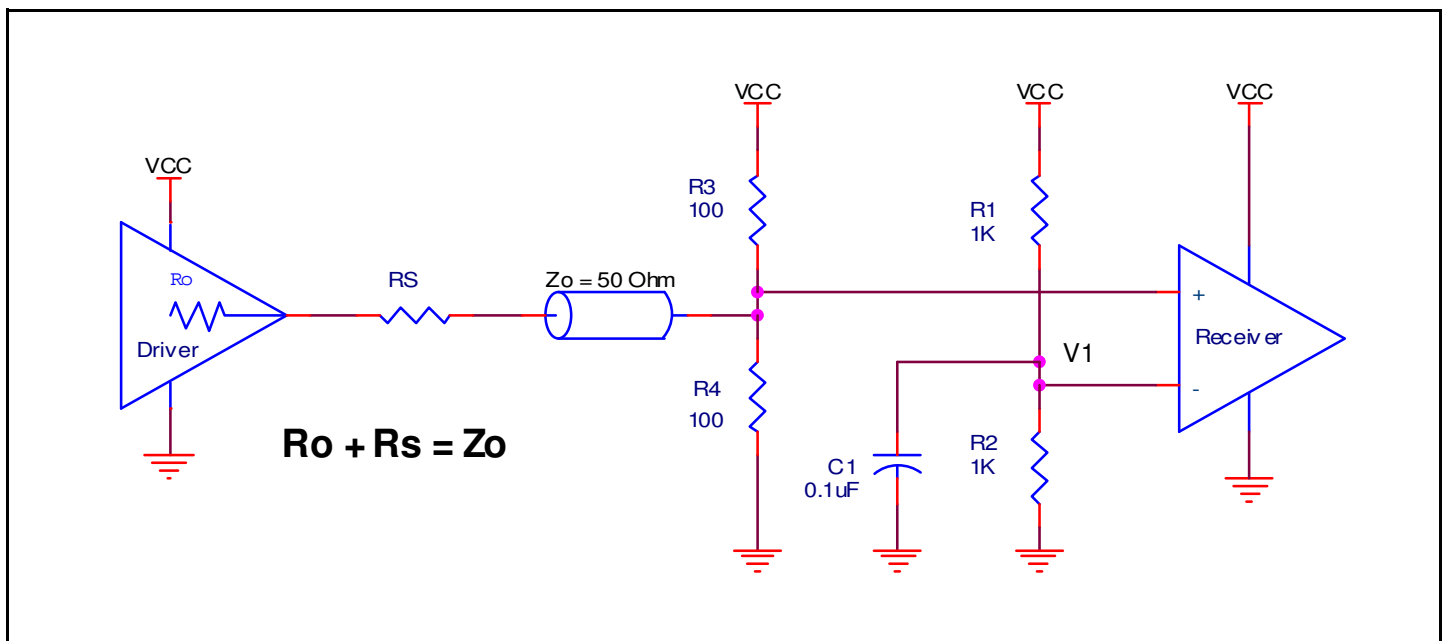 VCC
VCC
VCC
VCC
R3
100
R1
1K
Ro
RS
Zo = 50 Ohm
Driver
+
Receiver
V1
-
R4
100
Ro + Rs = Zo
C1
0.1uF
R2
1K